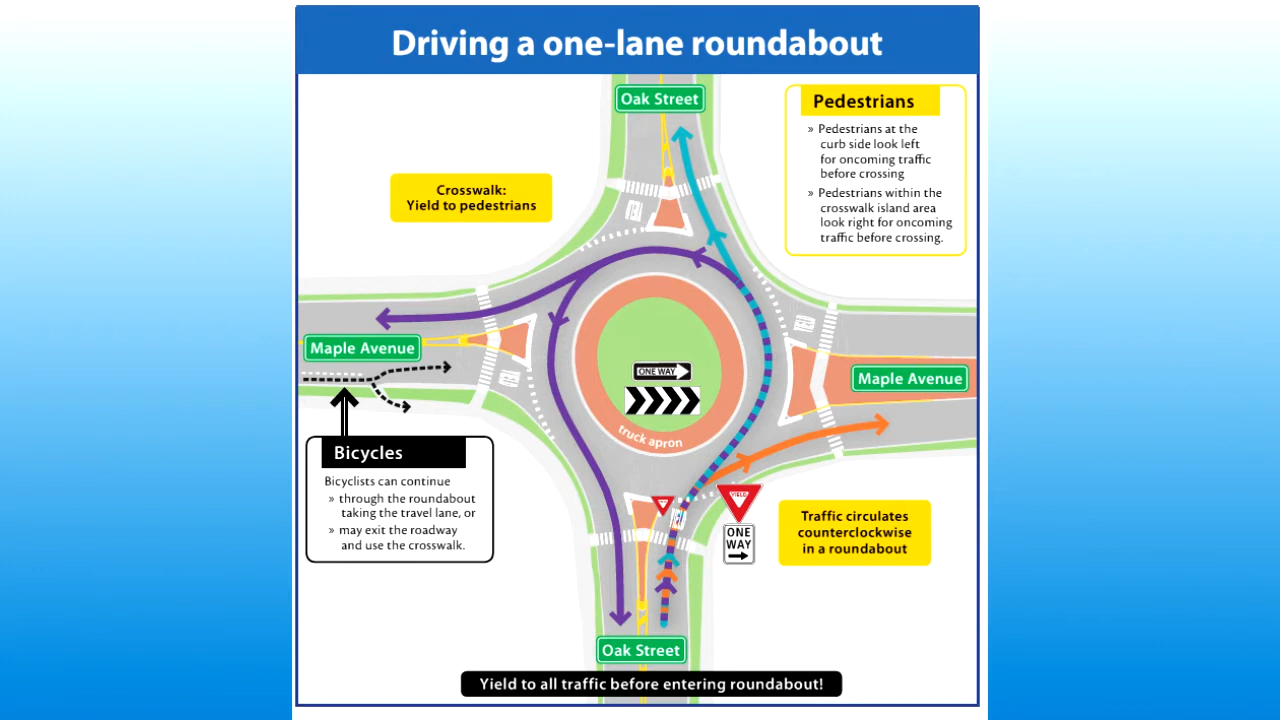 Driving a one-lane roundabout
Oak Street
Pedestrians
» Pedestrians at the
curb side look left
for oncoming traffic
before crossing
» Pedestrians within the
crosswalk island area
look right for oncoming
traffic before crossing.
Crosswalk:
Yield to pedestrians
YIELD
YIELD
Maple Avenue
YIELD
ONE WAY
Maple Avenue
truck apron
Bicycles
Bicyclists can continue
» through the roundabout
taking the travel lane, or
» may exit the roadway
and use the crosswalk.
YIELD
YIELD
ONE
WAY
Traffic circulates
counterclockwise
in a roundabout
Oak Street
Yield to all traffic before entering roundabout!